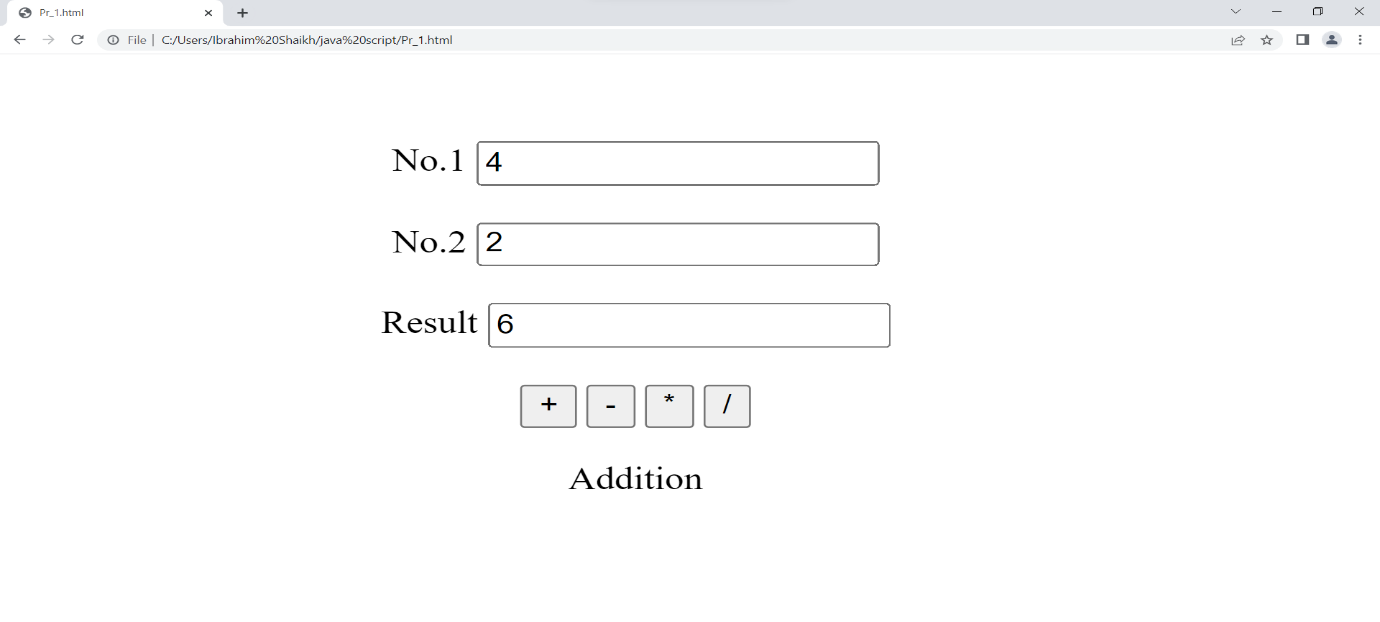 Pr_1.html
File | C:/Users/Ibrahim%20Shaikh/java%20script/Pr_1.html
No.1 4
No.2 2
Result 6
+ - * /
Addition